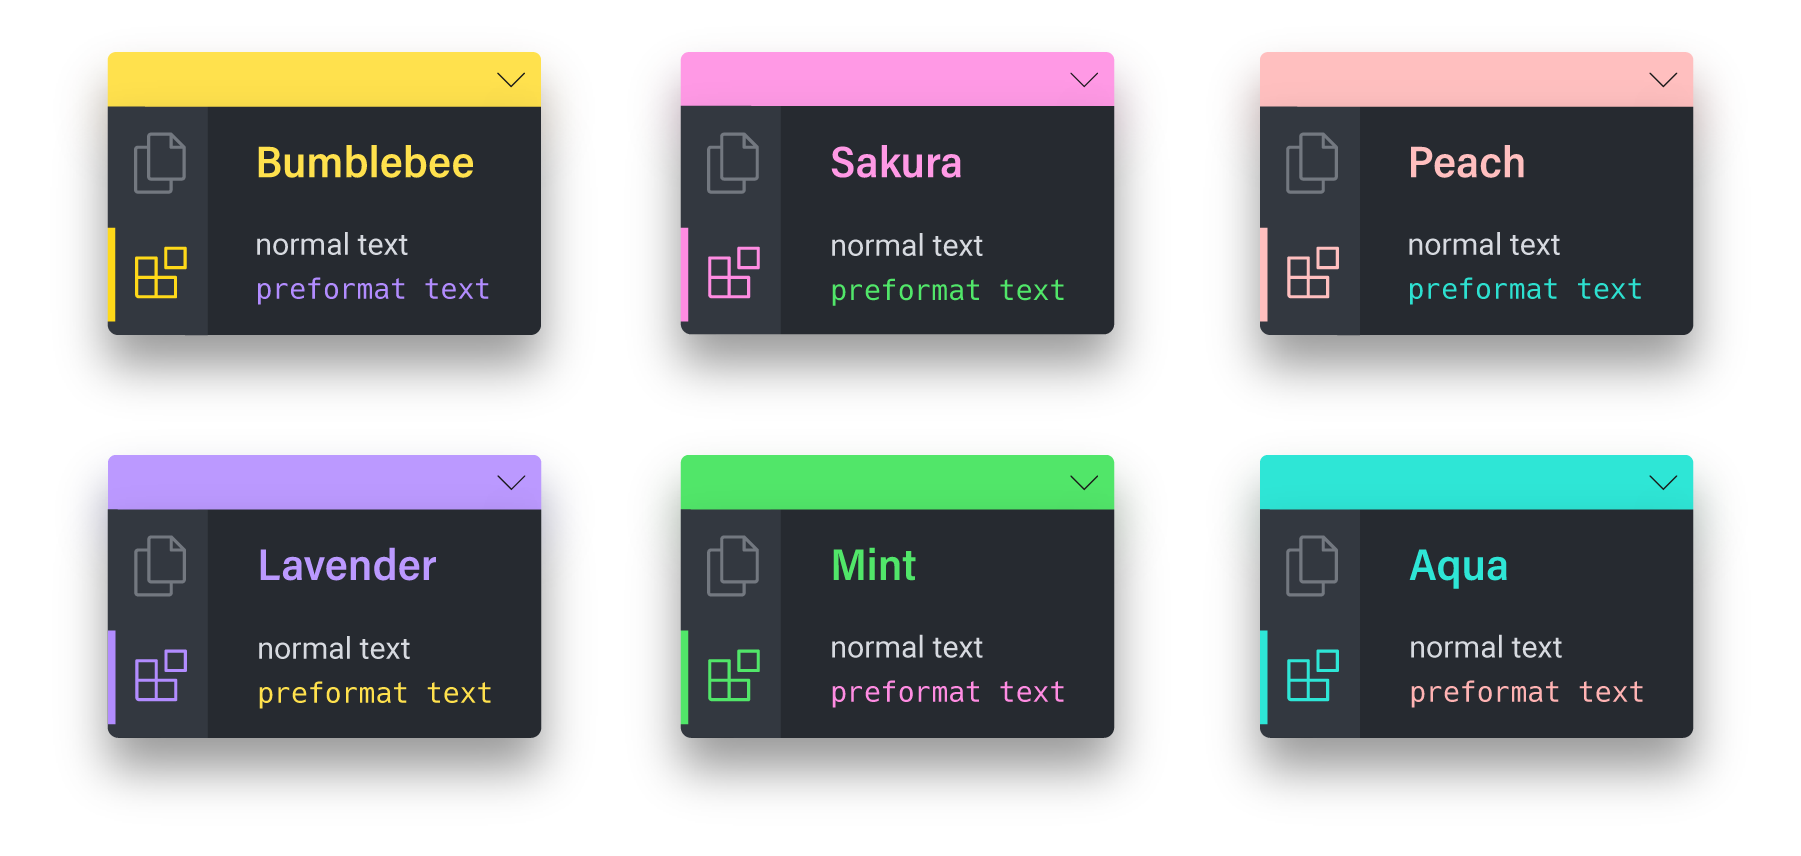 Bumblebee
normal text
preformat text
Sakura
normal text
preformat text
Peach
normal text
preformat text
Lavender
normal text
preformat text
Mint
normal text
preformat text
Aqua
normal text
preformat text